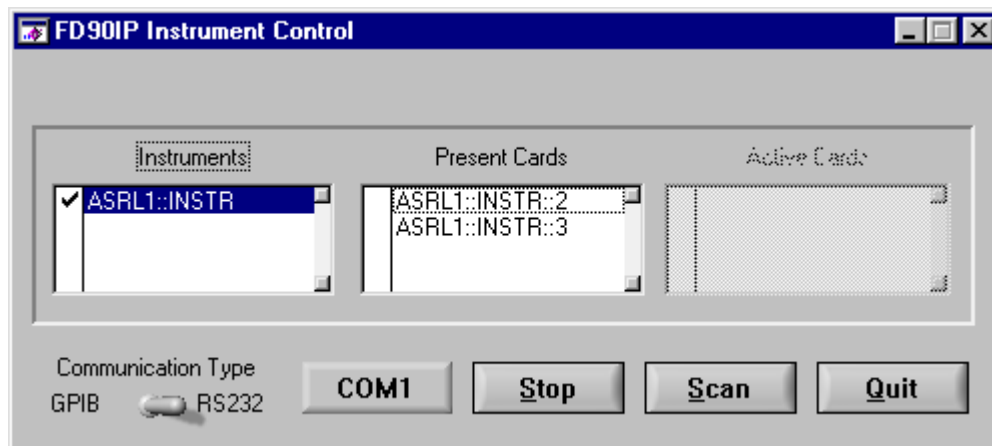 FD90IP Instrument Control
Instruments
Present Cards
Active Cards
ASRL1::INSTR
ASRL1::INSTR::2
ASRL1::INSTR::3
Communication Type
GPIB
RS232
COM1
Stop
Scan
Quit